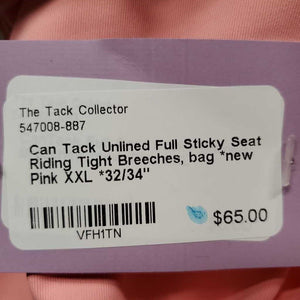 The Tack Collector
547008-887
Can Tack Unlined Full Sticky Seat
Riding Tight Breeches, bag *new
Pink XXL *32/34"
$65.00
VFH1TN